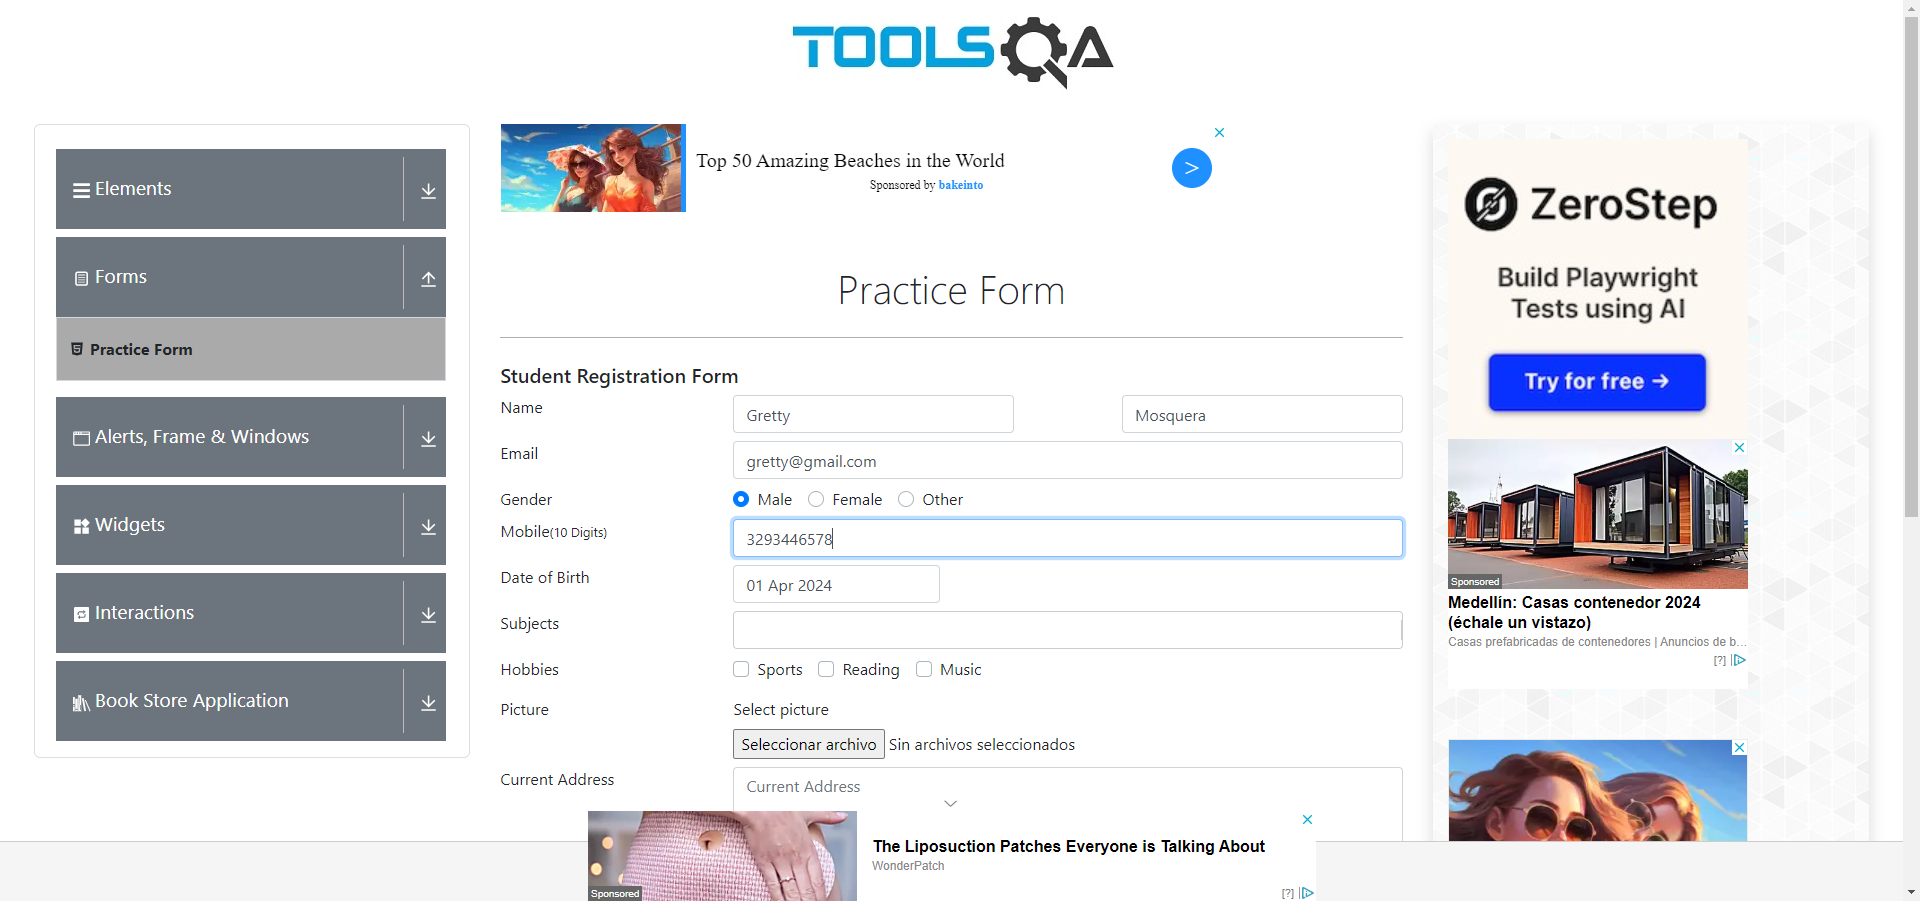 TOOLSQA
Elements
Forms
Practice Form
Alerts, Frame & Windows
Widgets
Interactions
Book Store Application
Top 50 Amazing Beaches in the World
Sponsored by bakeinto
>
Practice Form
Student Registration Form
Name
Gretty
Mosquera
Email
gretty@gmail.com
Gender
Male
Female
Other
Mobile(10 Digits)
3293446578
Date of Birth
01 Apr 2024
Subjects
Hobbies
Sports
Reading
Music
Picture
Select picture
Seleccionar archivo Sin archivos seleccionados
Current Address
Current Address
Sponsored
The Liposuction Patches Everyone is Talking About
WonderPatch
[?]
ZeroStep
Build Playwright
Tests using AI
Try for free →
Sponsored
Medellín: Casas contenedor 2024
(échale un vistazo)
Casas prefabricadas de contenedores | Anuncios de b...
[?]